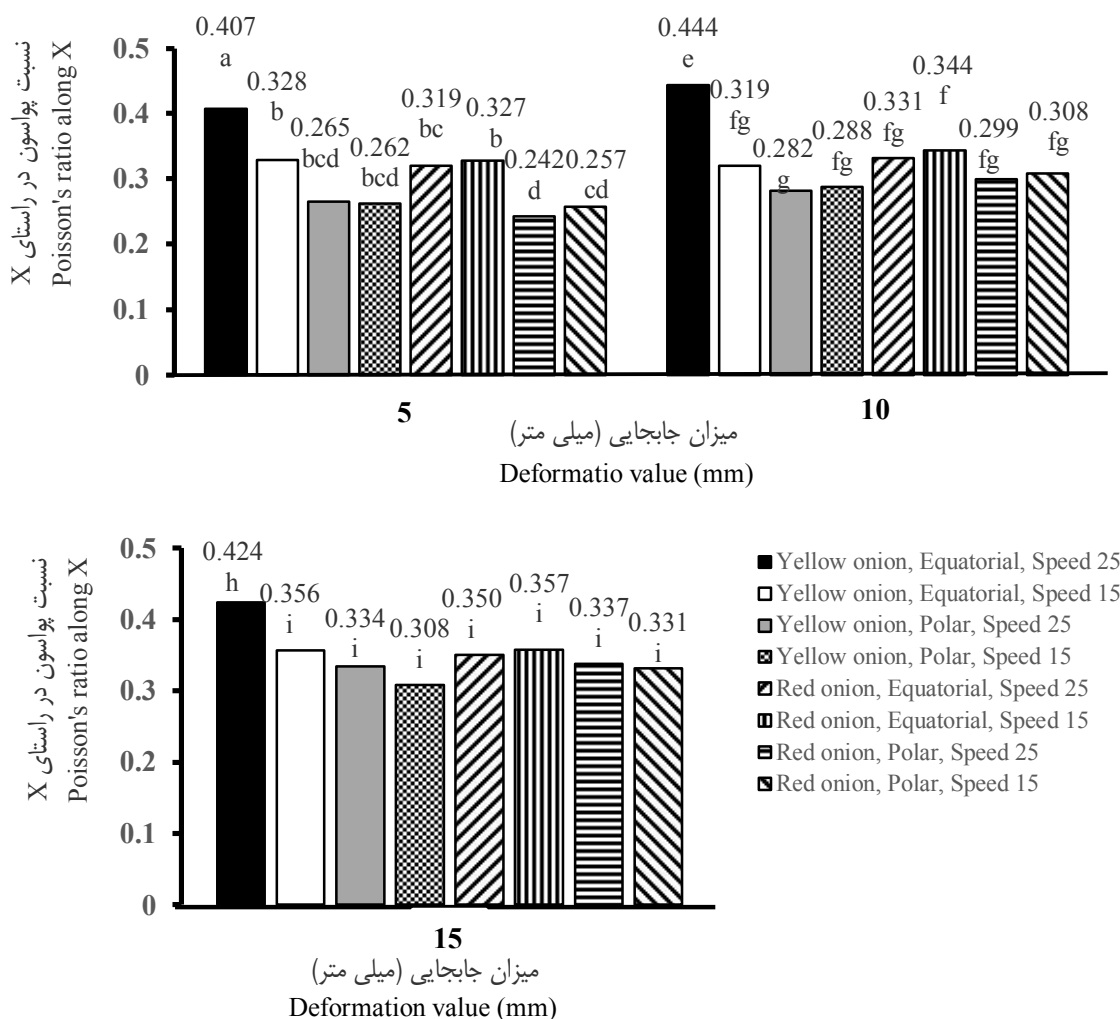 نسبت پواسون در راستای X
Poisson's ratio along X
0.5
0.4
0.3
0.2
0.1
0
0.407
a
0.328
b
0.265
bcd
0.262
bcd
0.319
bc
0.327
b
0.242
d
0.257
cd
0.444
e
0.319
fg
0.282
g
0.288
fg
0.331
fg
0.344
f
0.299
fg
0.308
fg
5
10
میزان جابجایی (میلی متر)
Deformatio value (mm)
نسبت پواسون در راستای X
Poisson's ratio along X
0.5
0.4
0.3
0.2
0.1
0
0.424
h
0.356
i
0.334
i
0.308
i
0.350
i
0.357
i
0.337
i
0.331
i
15
میزان جابجایی (میلی متر)
Deformation value (mm)
Yellow onion, Equatorial, Speed 25
Yellow onion, Equatorial, Speed 15
Yellow onion, Polar, Speed 25
Yellow onion, Polar, Speed 15
Red onion, Equatorial, Speed 25
Red onion, Equatorial, Speed 15
Red onion, Polar, Speed 25
Red onion, Polar, Speed 15